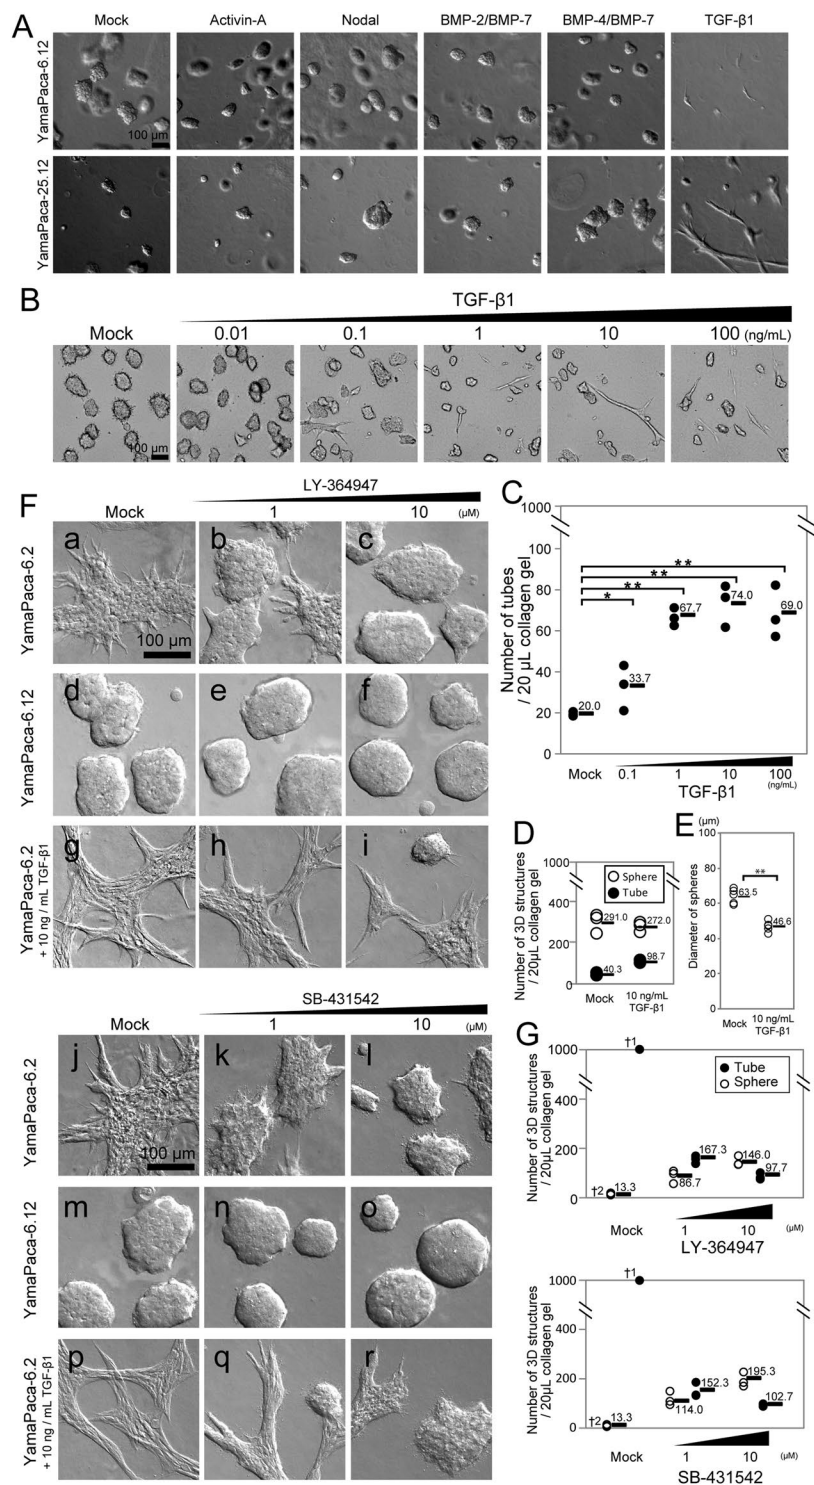 A
Mock Activin-A Nodal BMP-2/BMP-7 BMP-4/BMP-7 TGF-β1
YamaPaca-6.12
100 μm
YamaPaca-25.12
B
TGF-β1
Mock 0.01 0.1 1 10 100 (ng/mL)
100 μm
F
LY-364947
Mock 1 10 (μM)
YamaPaca-6.2
a b c
100 μm
YamaPaca-6.12
d e f
YamaPaca-6.2
+ 10 ng / mL TGF-β1
g h i
SB-431542
Mock 1 10 (μM)
YamaPaca-6.2
j k l
100 μm
YamaPaca-6.12
m n o
YamaPaca-6.2
+ 10 ng / mL TGF-β1
p q r
C
Number of tubes
/ 20 μL collagen gel
1000
100
80
60
40
20
0
**
**
**
*
20.0
33.7
67.7
74.0
69.0
Mock 0.1 1 10 100
(ng/mL)
TGF-β1
D
Number of 3D structures
/ 20μL collagen gel
1000
400
200
0
Sphere
Tube
291.0
272.0
40.3
98.7
Mock 10 ng/mL
TGF-β1
E
(μm)
Diameter of spheres
100
80
60
40
20
0
**
63.5
46.6
Mock 10 ng/mL
TGF-β1
G
Number of 3D structures
/ 20μL collagen gel
1000
400
200
0
†1
Tube
Sphere
†2 13.3
86.7
167.3
146.0
97.7
Mock 1 10 (μM)
LY-364947
Number of 3D structures
/ 20μL collagen gel
1000
400
200
0
†1
†2 13.3
114.0
152.3
195.3
102.7
Mock 1 10 (μM)
SB-431542